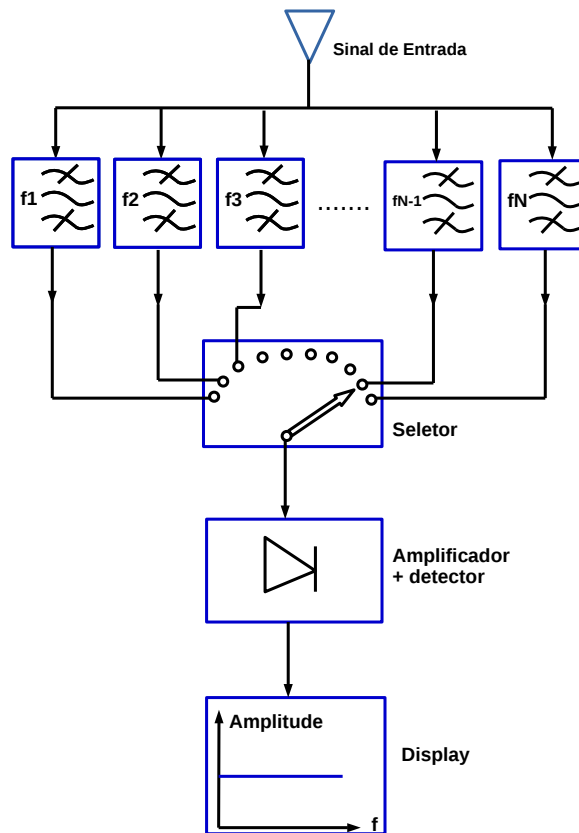 Sinal de Entrada
f1
f2
f3
.......
fN-1
fN
Seletor
Amplificador
+ detector
Amplitude
f
Display